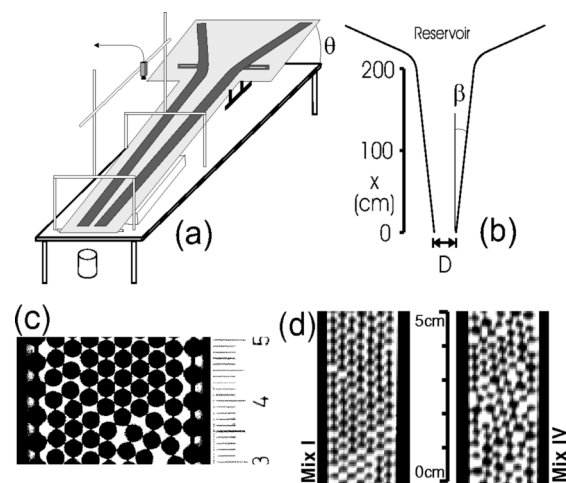 (a)
θ
Reservoir
200
β
100
x
(cm)
0
D
(b)
(c)
5
4
3
(d)
Mix I
5cm
0cm
Mix IV